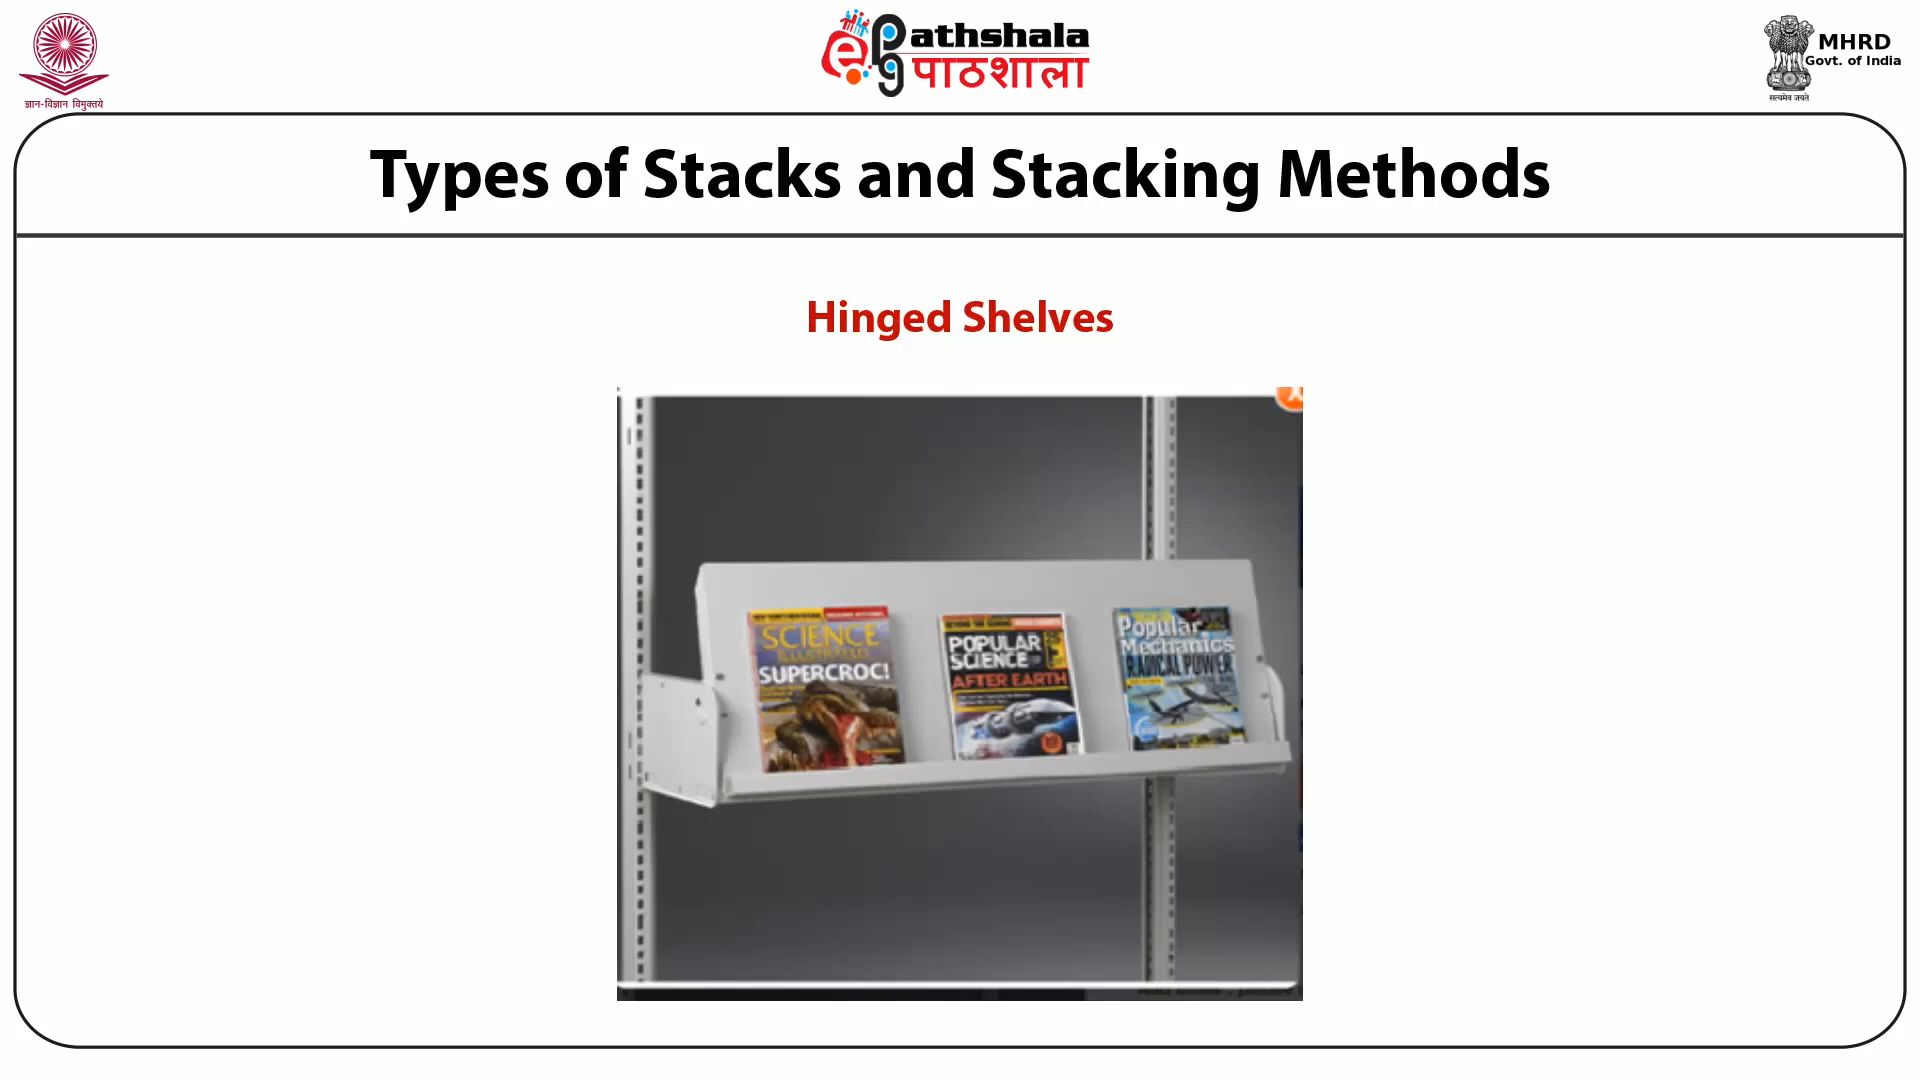 ज्ञान-विज्ञान विमुक्तये
ePathshala
पाठशाला
MHRD
Govt. of India
सत्यमेव जयते
Types of Stacks and Stacking Methods
Hinged Shelves
SCIENCE
ILLUSTRATED
SUPERCROC!
POPULAR
SCIENCE
AFTER EARTH
Popular
Mechanics
RADICAL POWER